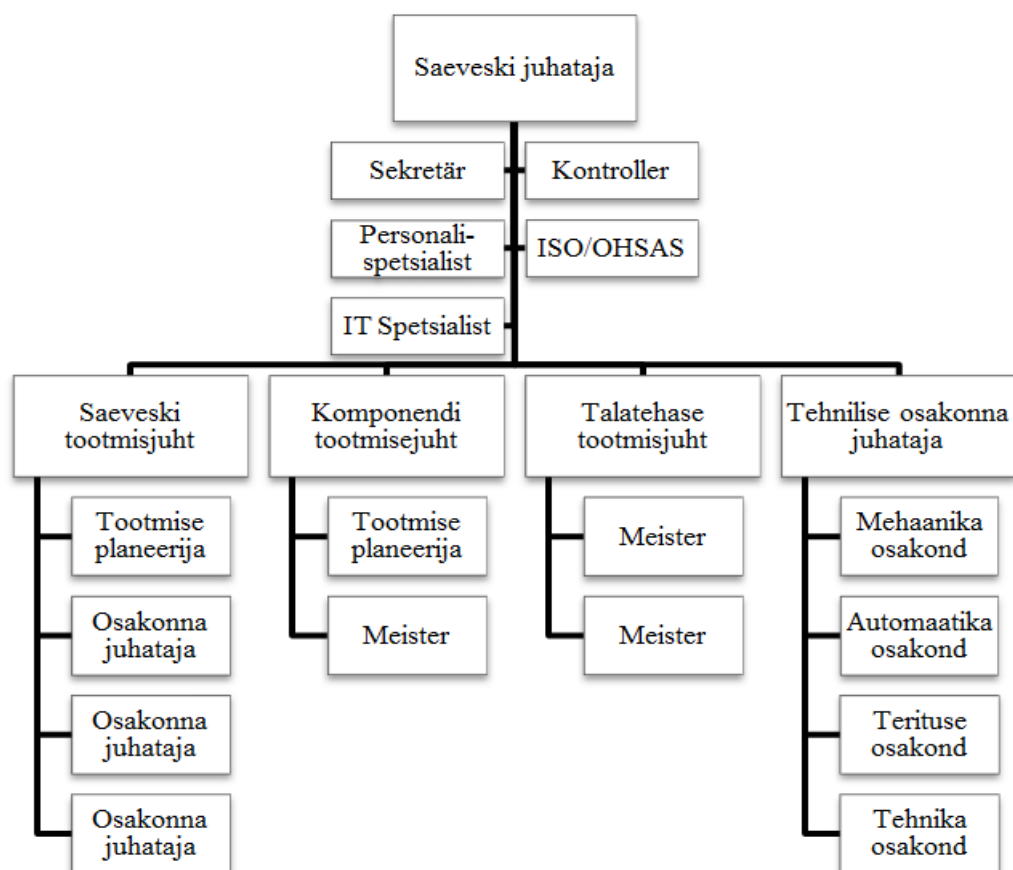 Saeveski juhataja
Sekretär
Kontroller
Personali-
spetsialist
ISO/OHSAS
IT Spetsialist
Saeveski
tootmisjuht
Komponendi
tootmisejuht
Talatehase
tootmisjuht
Tehnilise osakonna
juhataja
Tootmise
planeerija
Osakonna
juhataja
Osakonna
juhataja
Osakonna
juhataja
Tootmise
planeerija
Meister
Meister
Meister
Mehaanika
osakond
Automaatika
osakond
Terituse
osakond
Tehnika
osakond